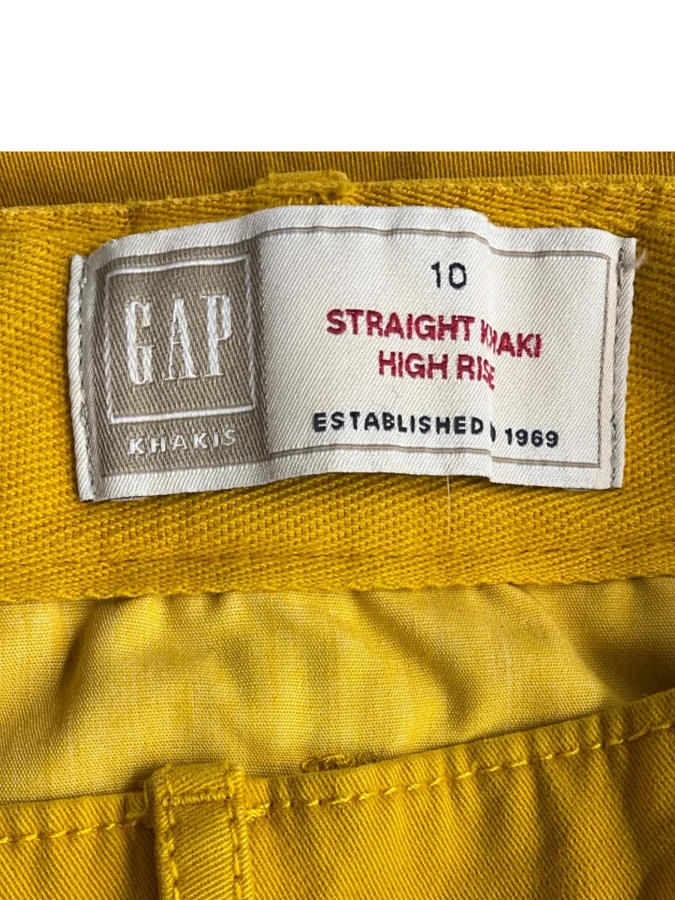 GAP
KHAKIS
10
STRAIGHT KHAKI
HIGH RISE
ESTABLISHED 1969